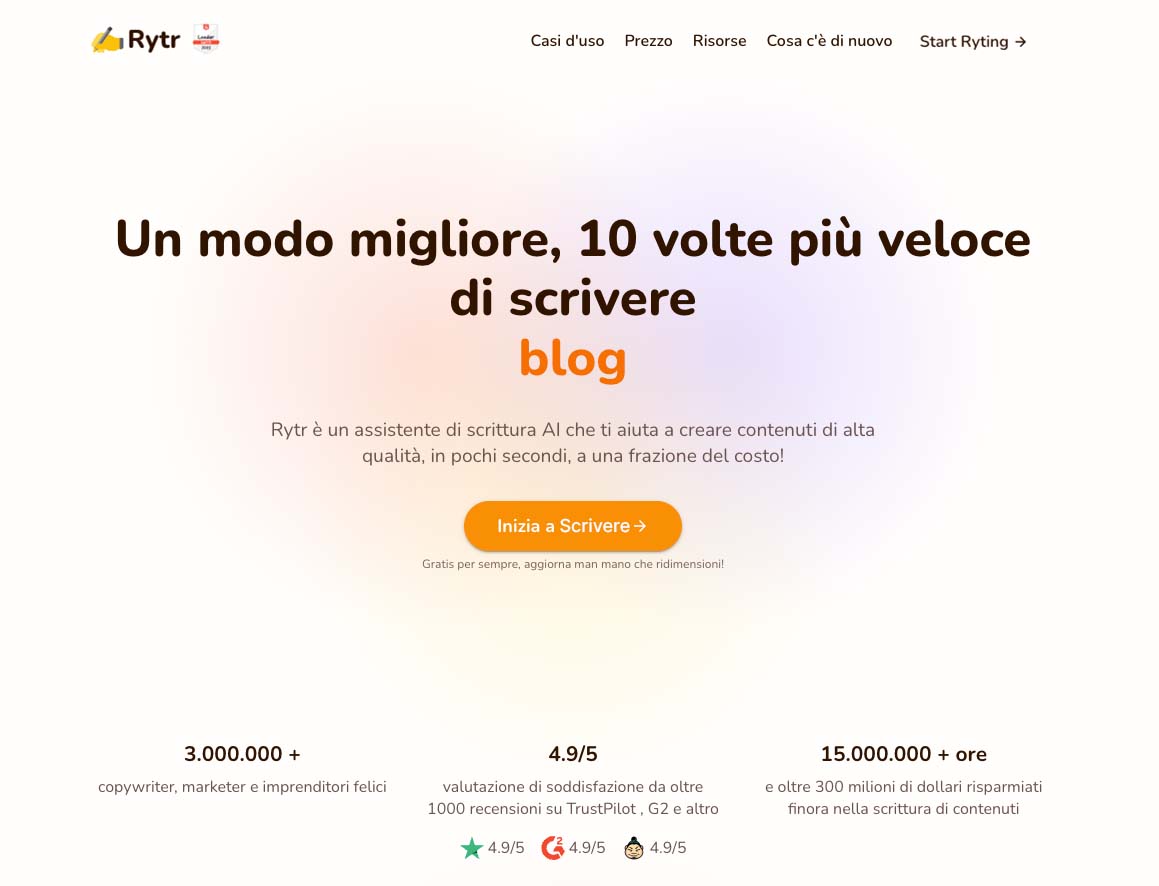 Rytr
Leader
2022
Casi d'uso
Prezzo
Risorse
Cosa c'è di nuovo
Start Ryting →
Un modo migliore, 10 volte più veloce
di scrivere
blog
Rytr è un assistente di scrittura AI che ti aiuta a creare contenuti di alta
qualità, in pochi secondi, a una frazione del costo!
Inizia a Scrivere →
Gratis per sempre, aggiorna man mano che ridimensioni!
3.000.000 +
copywriter, marketer e imprenditori felici
4.9/5
valutazione di soddisfazione da oltre
1000 recensioni su TrustPilot , G2 e altro
4.9/5
4.9/5
4.9/5
15.000.000 + ore
e oltre 300 milioni di dollari risparmiati
finora nella scrittura di contenuti